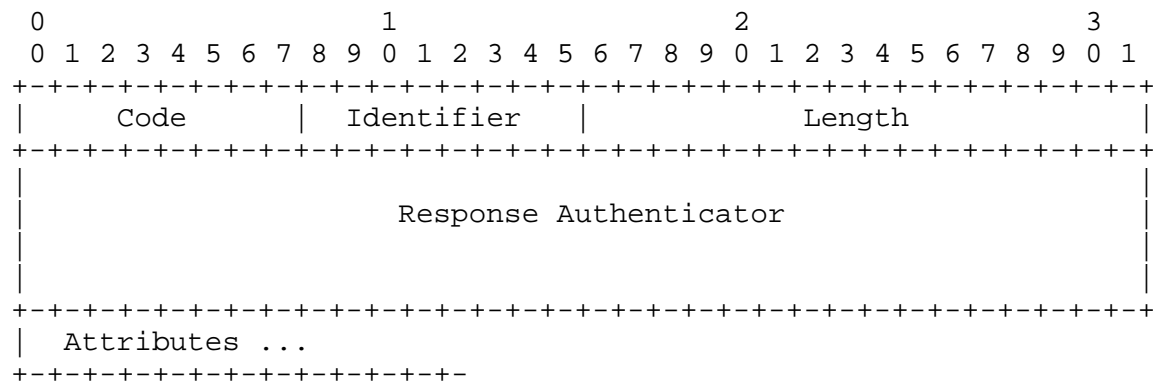 0                   1                   2                   3
 0 1 2 3 4 5 6 7 8 9 0 1 2 3 4 5 6 7 8 9 0 1 2 3 4 5 6 7 8 9 0 1
+-+-+-+-+-+-+-+-+-+-+-+-+-+-+-+-+-+-+-+-+-+-+-+-+-+-+-+-+-+-+-+-+
|     Code      |  Identifier   |            Length             |
+-+-+-+-+-+-+-+-+-+-+-+-+-+-+-+-+-+-+-+-+-+-+-+-+-+-+-+-+-+-+-+-+
|                                                               |
|                     Response Authenticator                    |
|                                                               |
|                                                               |
+-+-+-+-+-+-+-+-+-+-+-+-+-+-+-+-+-+-+-+-+-+-+-+-+-+-+-+-+-+-+-+-+
|  Attributes ...
+-+-+-+-+-+-+-+-+-+-+-+-+-